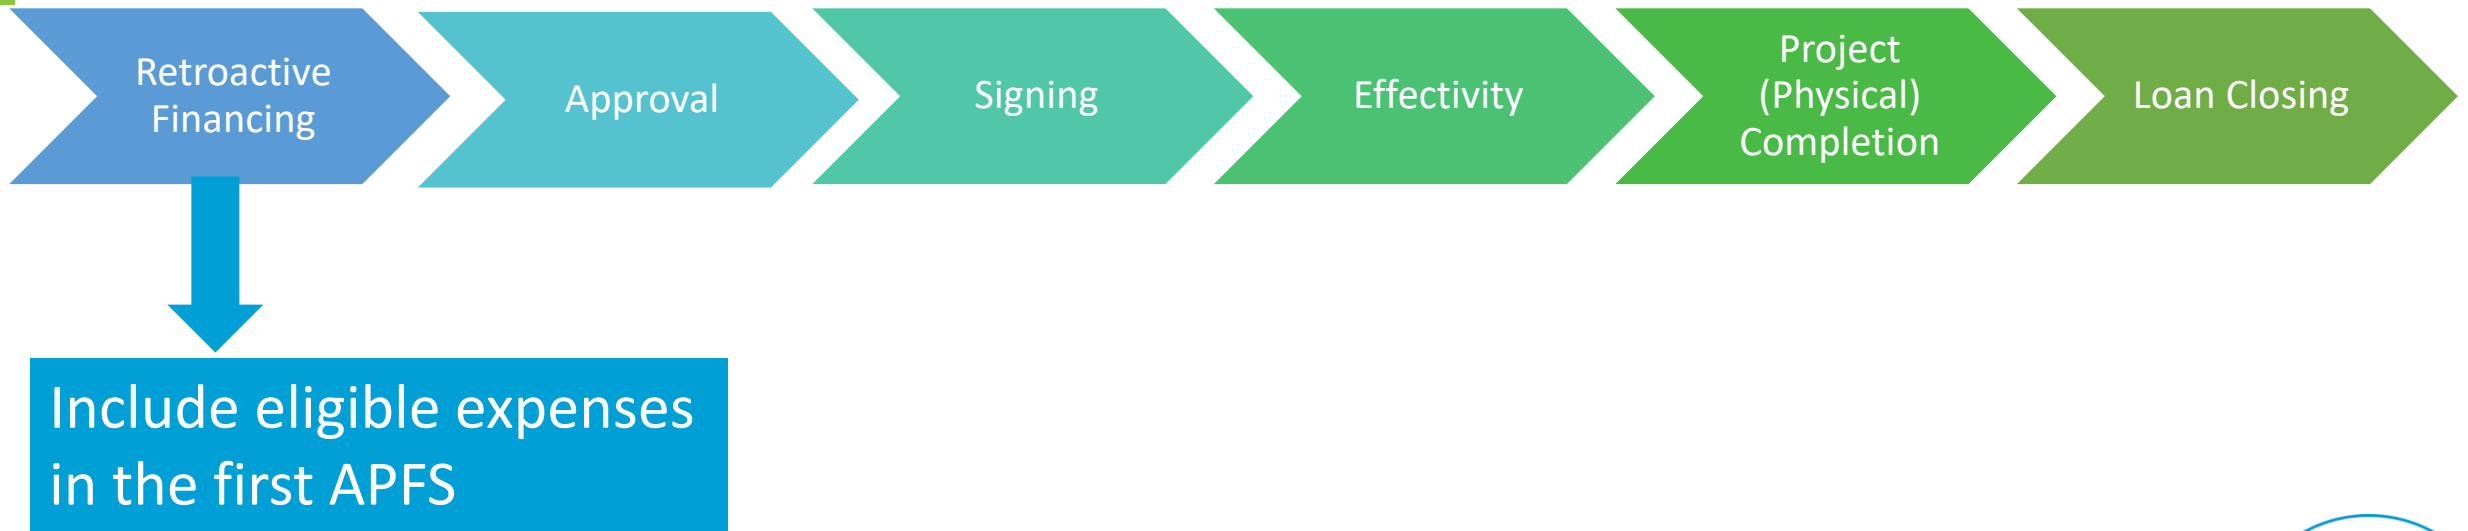 Retroactive
Financing
Approval
Signing
Effectivity
Project
(Physical)
Completion
Loan Closing
Include eligible expenses
in the first APFS